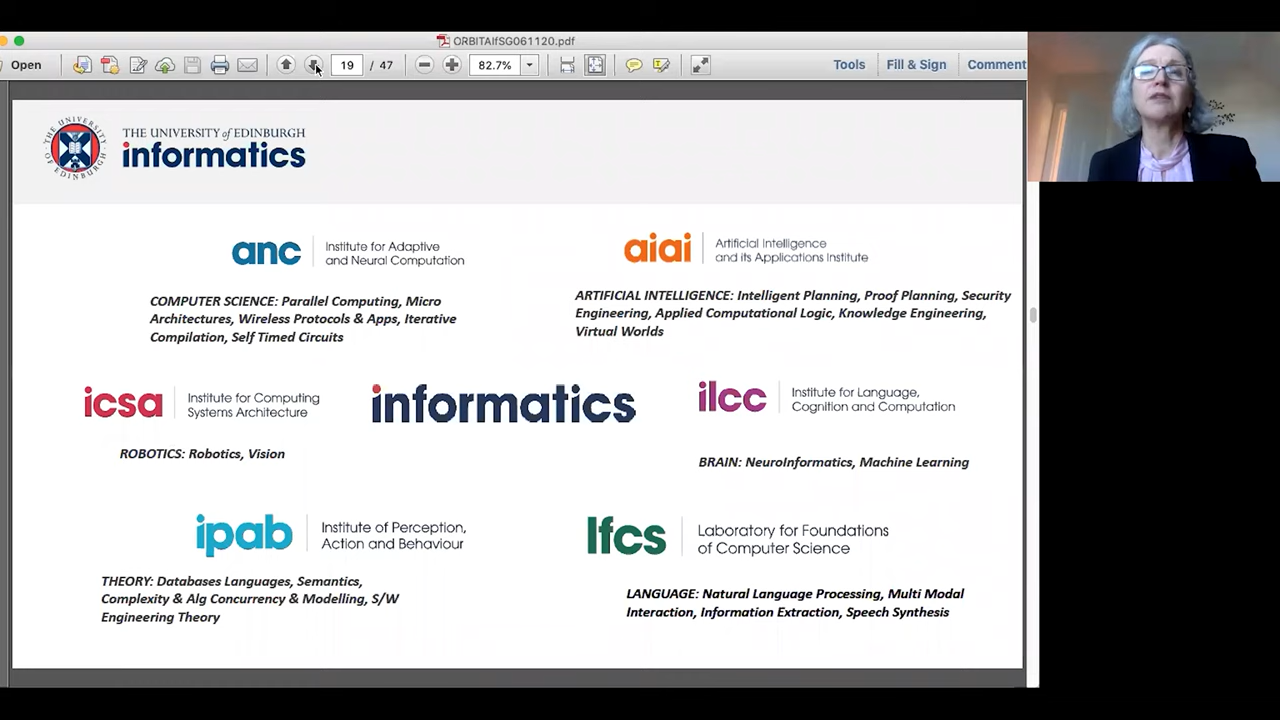 ORBITAIfSG061120.pdf
Open
19 / 47
82.7%
Tools
Fill & Sign
Comment
THE UNIVERSITY of EDINBURGH
informatics
THE UNIVERSITY OF EDINBURGH
anc
Institute for Adaptive
and Neural Computation
aiai
Artificial Intelligence
and its Applications Institute
COMPUTER SCIENCE: Parallel Computing, Micro
Architectures, Wireless Protocols & Apps, Iterative
Compilation, Self Timed Circuits
ARTIFICIAL INTELLIGENCE: Intelligent Planning, Proof Planning, Security
Engineering, Applied Computational Logic, Knowledge Engineering,
Virtual Worlds
icsa
Institute for Computing
Systems Architecture
informatics
ilcc
Institute for Language,
Cognition and Computation
ROBOTICS: Robotics, Vision
BRAIN: NeuroInformatics, Machine Learning
ipab
Institute of Perception,
Action and Behaviour
lfcs
Laboratory for Foundations
of Computer Science
THEORY: Databases Languages, Semantics,
Complexity & Alg Concurrency & Modelling, S/W
Engineering Theory
LANGUAGE: Natural Language Processing, Multi Modal
Interaction, Information Extraction, Speech Synthesis